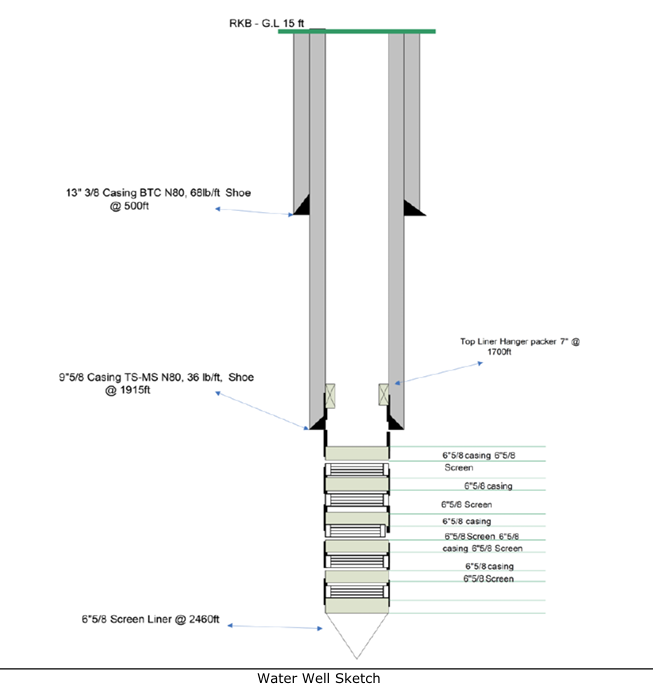 RKB - G.L 15 ft
13" 3/8 Casing BTC N80, 68lb/ft, Shoe
@ 500ft
Top Liner Hanger packer 7" @
1700ft
9"5/8 Casing TS-MS N80, 36 lb/ft, Shoe
@ 1915ft
6"5/8 casing 6"5/8
Screen
6"5/8 casing
6"5/8 Screen
6"5/8 casing
6"5/8 Screen 6"5/8
casing 6"5/8 Screen
6"5/8 casing
6"5/8 Screen
6"5/8 Screen Liner @ 2460ft
Water Well Sketch